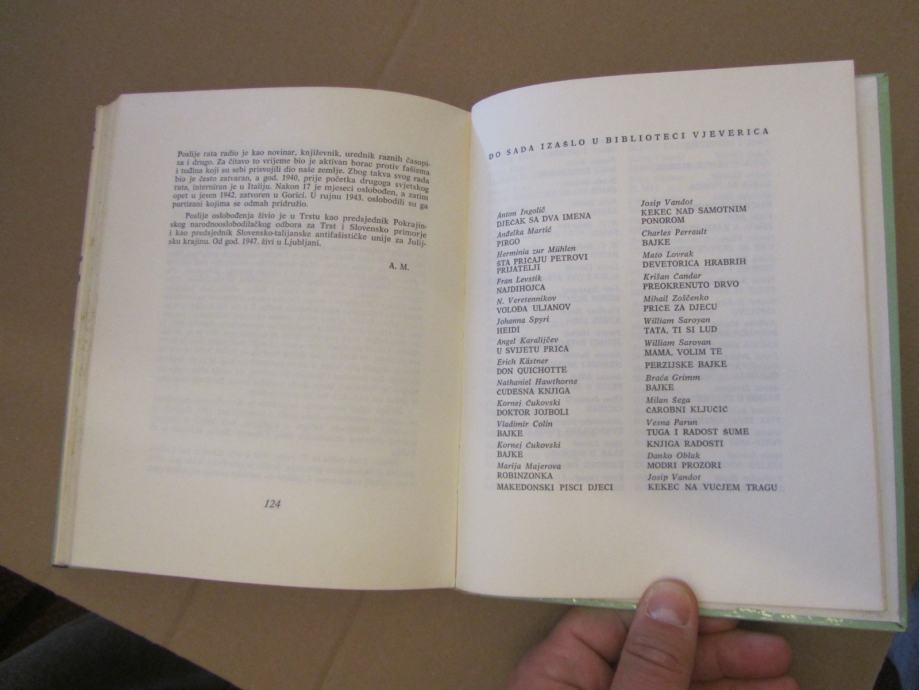 Poslije rata radio je kao novinar, književnik, urednik raznih časopi-
sa i drugo. Za čitavo to vrijeme bio je aktivan borac protiv fašizma
i tuđina koji su sebi prisvojili dio naše zemlje. Zbog takva svog rada
bio je često zatvaran, a god. 1940, prije početka drugoga svjetskog
rata, interniran je u Italiju. Nakon 17 je mjeseci oslobođen, a zatim
opet u jesen 1942, zatvoren u Gorici. U rujnu 1943. oslobodili su ga
partizani kojima se odmah pridružio.
Poslije oslobođenja živio je u Trstu kao predsjednik Pokrajin-
skog narodnooslobodilačkog odbora za Trst i Slovensko primorje
i kao predsjednik Slovensko-talijanske antifašističke unije za Julij-
sku krajinu. Od god. 1947. živi u Ljubljani.
A. M.
124
DO SADA IZAŠLO U BIBLIOTECI VJEVERICA
Anton Ingolič
DJEČAK SA DVA IMENA
Anđelka Martić
PIRGO
Herminia zur Mühlen
ŠTA PRIČAJU PETROVI
PRIJATELJI
Fran Levstik
NAJDIHOJCA
N. Veretennikov
VOLOĐA ULJANOV
Johanna Spyri
HEIDI
Angel Karalijčev
U SVIJETU PRIČA
Erich Kästner
DON QUICHOTTE
Nathaniel Hawthorne
ČUDESNA KNJIGA
Kornej Čukovski
DOKTOR JOJBOLI
Vladimir Colin
BAJKE
Kornej Čukovski
BAJKE
Marija Majerova
ROBINZONKA
MAKEDONSKI PISCI DJECI
Josip Vandot
KEKEC NAD SAMOTNIM
PONOROM
Charles Perrault
BAJKE
Mato Lovrak
DEVETORICA HRABRIH
Križan Čandar
PREOKRENUTO DRVO
Mihail Zoščenko
PRIČE ZA DJECU
William Saroyan
TATA, TI SI LUD
William Saroyan
MAMA, VOLIM TE
PERZIJSKE BAJKE
Braća Grimm
BAJKE
Milan Šega
ČAROBNI KLJUČIĆ
Vesna Parun
TUGA I RADOST ŠUME
KNJIGA RADOSTI
Danko Oblak
MODRI PROZORI
Josip Vandot
KEKEC NA VUČJEM TRAGU